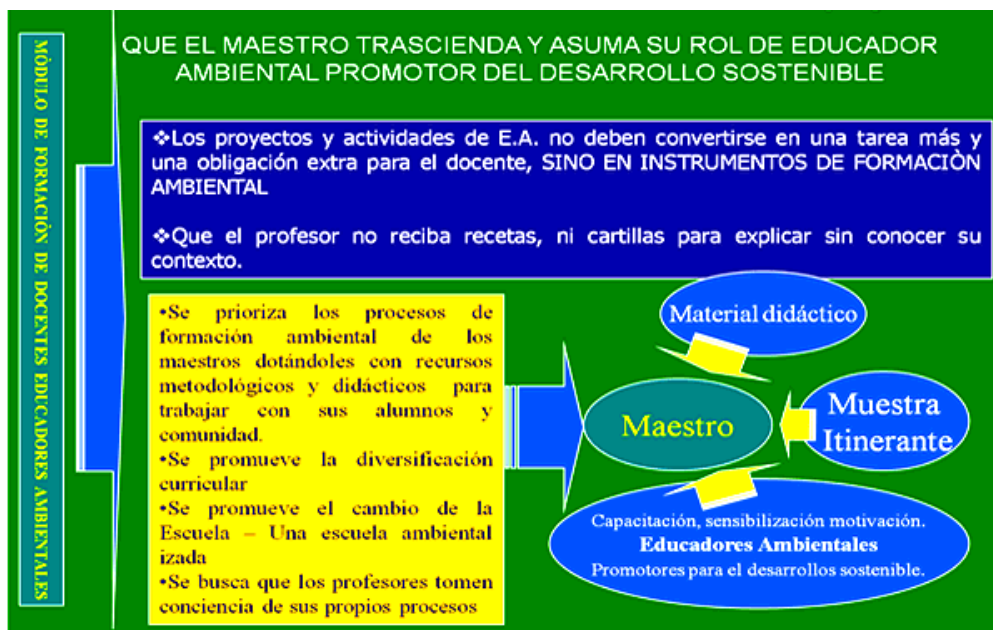 MÓDULO DE FORMACIÓN DE DOCENTES EDUCADORES AMBIENTALES
QUE EL MAESTRO TRASCIENDA Y ASUMA SU ROL DE EDUCADOR
AMBIENTAL PROMOTOR DEL DESARROLLO SOSTENIBLE
❖Los proyectos y actividades de E.A. no deben convertirse en una tarea más y
una obligación extra para el docente, SINO EN INSTRUMENTOS DE FORMACIÒN
AMBIENTAL
❖Que el profesor no reciba recetas, ni cartillas para explicar sin conocer su
contexto.
•Se prioriza los procesos de
formación ambiental de los
maestros dotándoles con recursos
metodológicos y didácticos para
trabajar con sus alumnos y
comunidad.
•Se promueve la diversificación
curricular
•Se promueve el cambio de la
Escuela – Una escuela ambiental
izada
•Se busca que los profesores tomen
conciencia de sus propios procesos
Material didáctico
Maestro
Muestra
Itinerante
Capacitación, sensibilización motivación.
Educadores Ambientales
Promotores para el desarrollos sostenible.